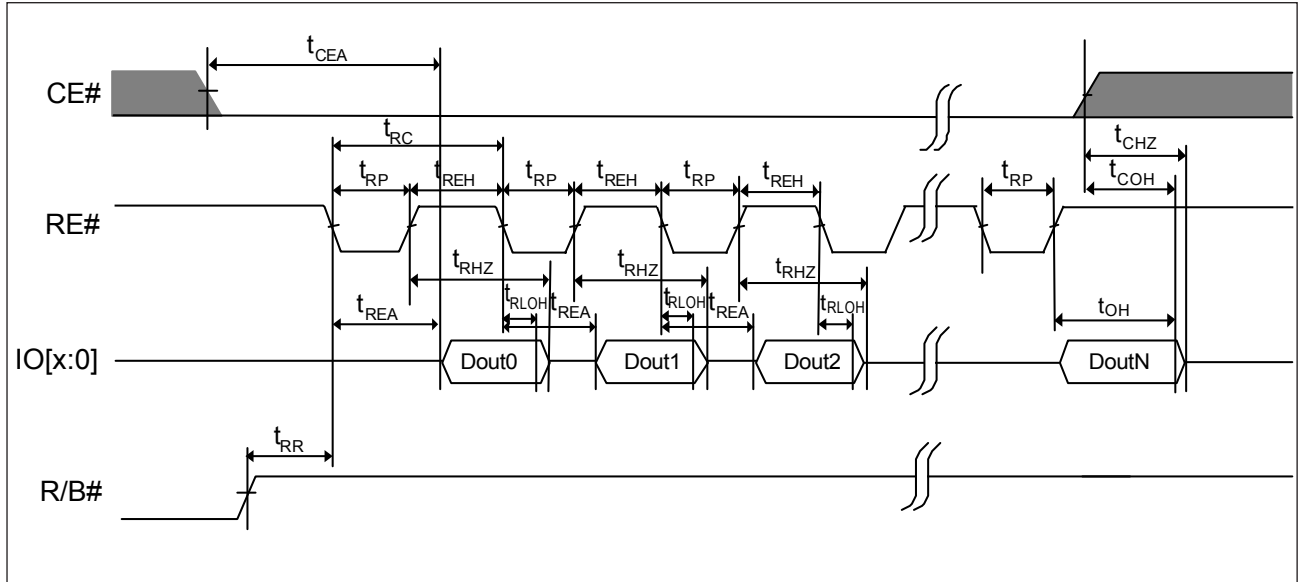 tCEA
CE#
tRC
tCHZ
tRP tREH tRP tREH tRP tREH tRP tCOH
RE#
tRHZ tRHZ tRHZ
tREA tRLOH tREA tRLOH tREA tRLOH tOH
IO[x:0] Dout0 Dout1 Dout2 DoutN
tRR
R/B#